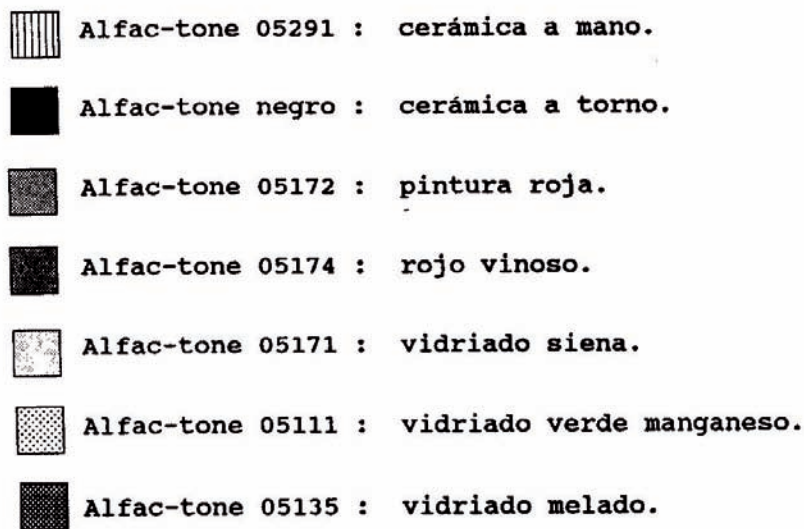 Alfac-tone 05291 : cerámica a mano.
Alfac-tone negro : cerámica a torno.
Alfac-tone 05172 : pintura roja.
Alfac-tone 05174 : rojo vinoso.
Alfac-tone 05171 : vidriado siena.
Alfac-tone 05111 : vidriado verde manganeso.
Alfac-tone 05135 : vidriado melado.